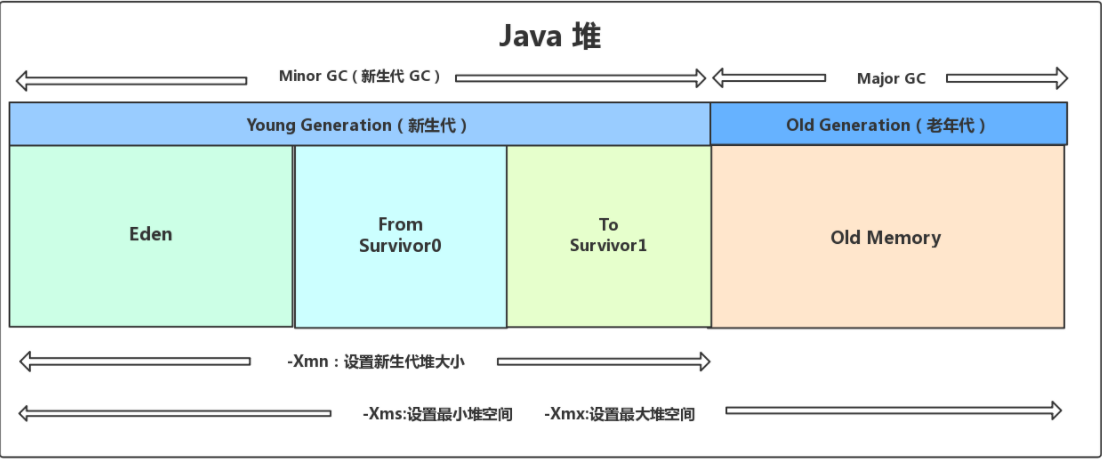 Java 堆
Minor GC（新生代 GC）
Major GC
Young Generation（新生代）
Old Generation（老年代）
Eden
From
Survivor0
To
Survivor1
Old Memory
-Xmn：设置新生代堆大小
-Xms:设置最小堆空间
-Xmx:设置最大堆空间